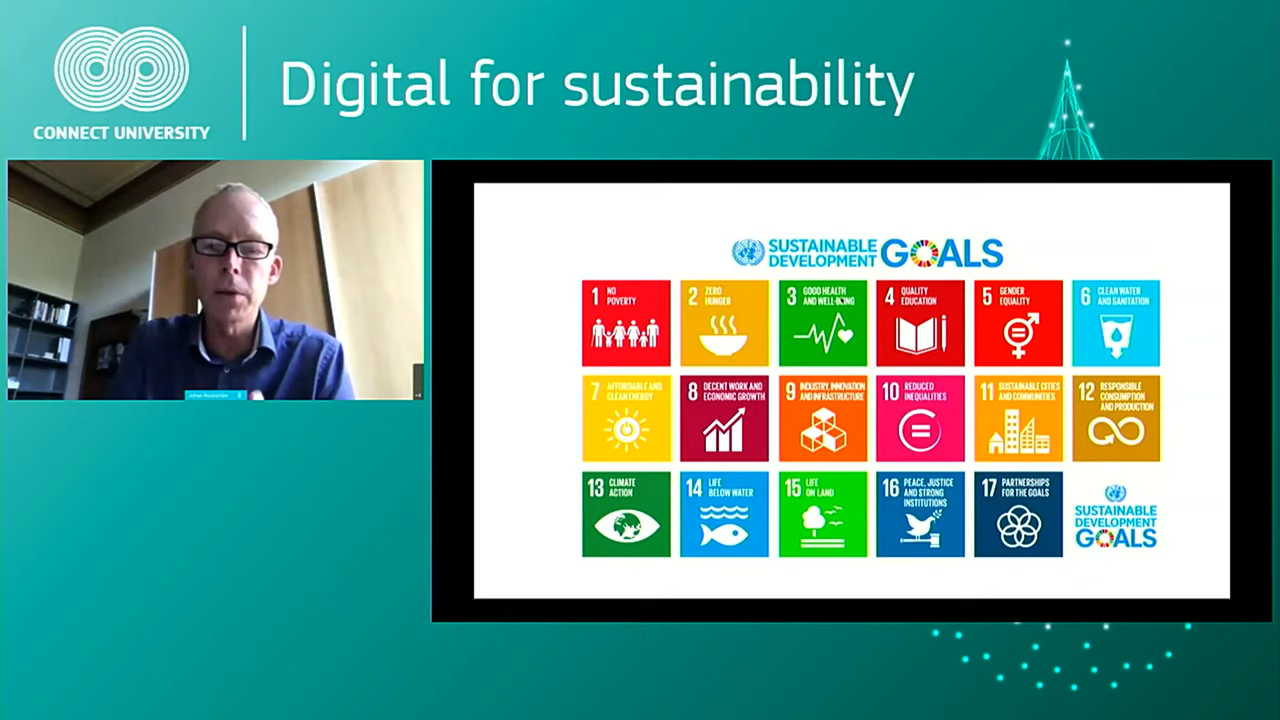 CONNECT UNIVERSITY
Digital for sustainability
Johan Rockström
SUSTAINABLE
DEVELOPMENT
GOALS
1 NO
POVERTY
2 ZERO
HUNGER
3 GOOD HEALTH
AND WELL-BEING
4 QUALITY
EDUCATION
5 GENDER
EQUALITY
6 CLEAN WATER
AND SANITATION
7 AFFORDABLE AND
CLEAN ENERGY
8 DECENT WORK AND
ECONOMIC GROWTH
9 INDUSTRY, INNOVATION
AND INFRASTRUCTURE
10 REDUCED
INEQUALITIES
11 SUSTAINABLE CITIES
AND COMMUNITIES
12 RESPONSIBLE
CONSUMPTION
AND PRODUCTION
13 CLIMATE
ACTION
14 LIFE
BELOW WATER
15 LIFE
ON LAND
16 PEACE, JUSTICE
AND STRONG
INSTITUTIONS
17 PARTNERSHIPS
FOR THE GOALS
SUSTAINABLE
DEVELOPMENT
GOALS